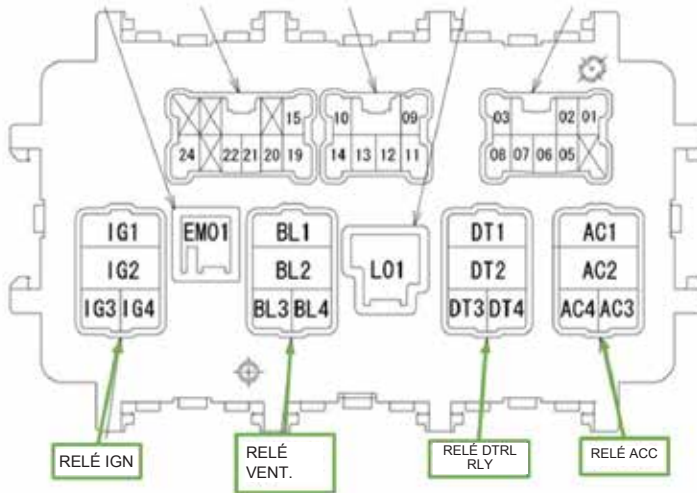 15
10
09
03
02
01
24
22
21
20
19
14
13
12
11
08
07
06
05
IG1
EM01
BL1
DT1
AC1
IG2
BL2
L01
DT2
AC2
IG3
IG4
BL3
BL4
DT3
DT4
AC4
AC3
RELÉ IGN
RELÉ
VENT.
RELÉ DTRL
RLY
RELÉ ACC